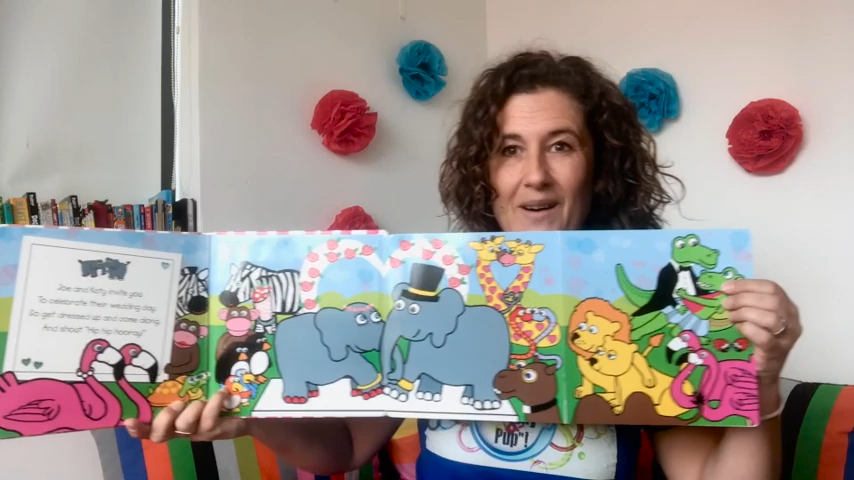 Joe and Katy invite you
To celebrate their wedding day.
So get dressed up and come along,
And shout "Hip hip hooray!"
Pup"!